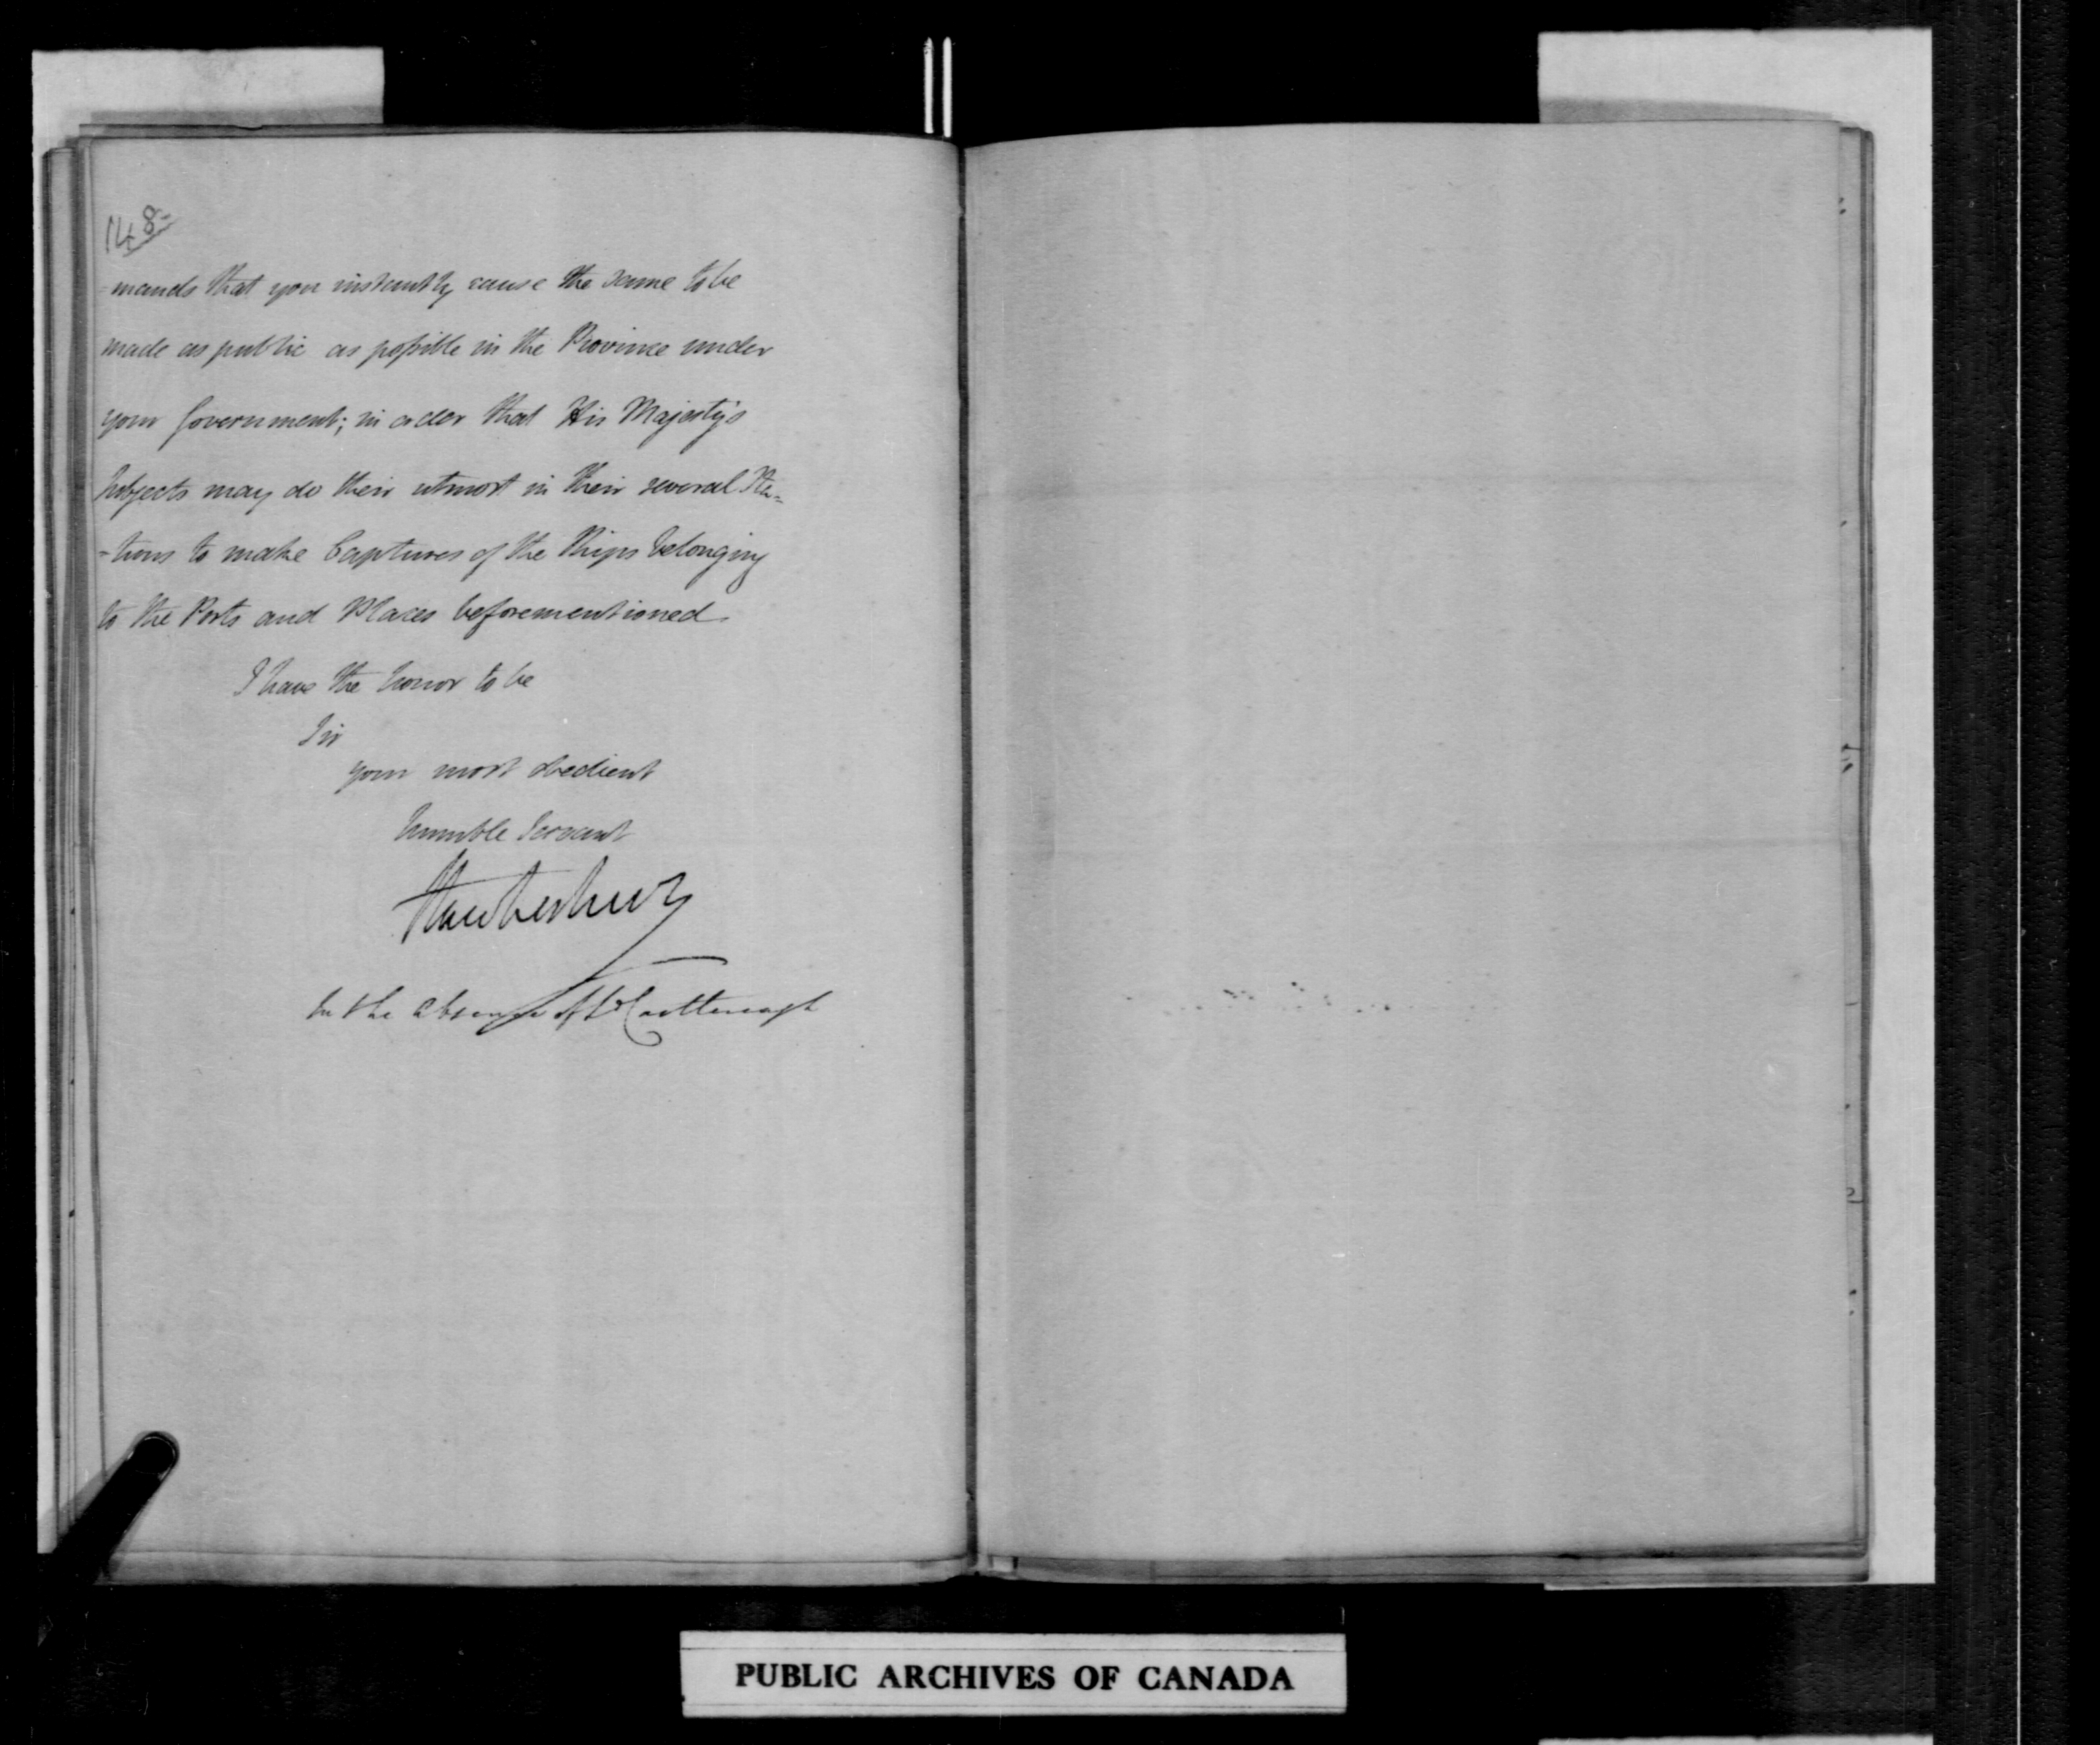 148
=mands that you instantly cause the same to be
made as public as possible in the Province under
your Government; in order that His Majesty's
Subjects may do their utmost in their several Sta=
=tions to make Captures of the Ships belonging
to the Ports and Places beforementioned.
I have the honor to be
Sir
your most obedient
humble Servant
Hawkesbury
In the absence of Ld Castlereagh
PUBLIC ARCHIVES OF CANADA